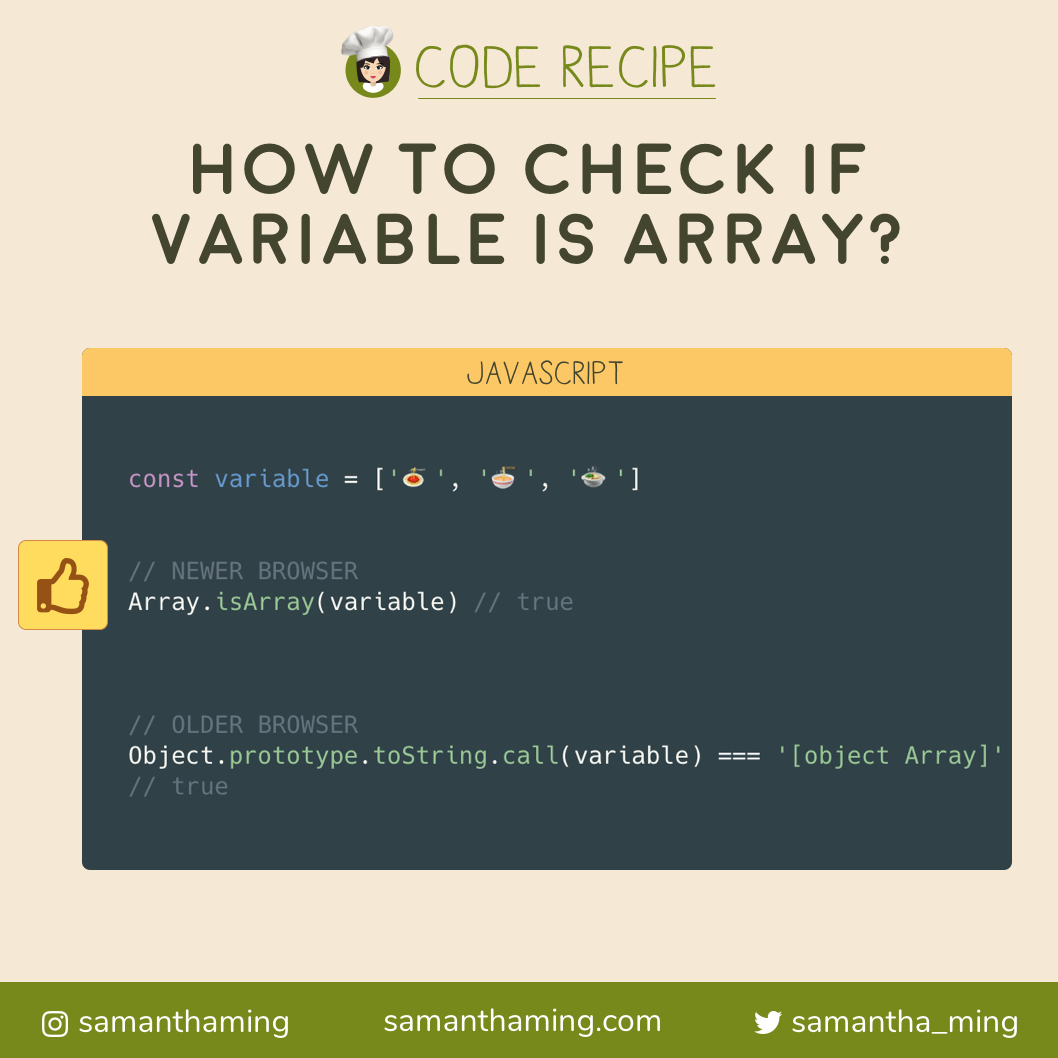 CODE RECIPE
HOW TO CHECK IF
VARIABLE IS ARRAY?
JAVASCRIPT
const variable = ['🍝', '🍜', '🍲']
// NEWER BROWSER
Array.isArray(variable) // true
// OLDER BROWSER
Object.prototype.toString.call(variable) === '[object Array]'
// true
samanthaming
samanthaming.com
samantha_ming